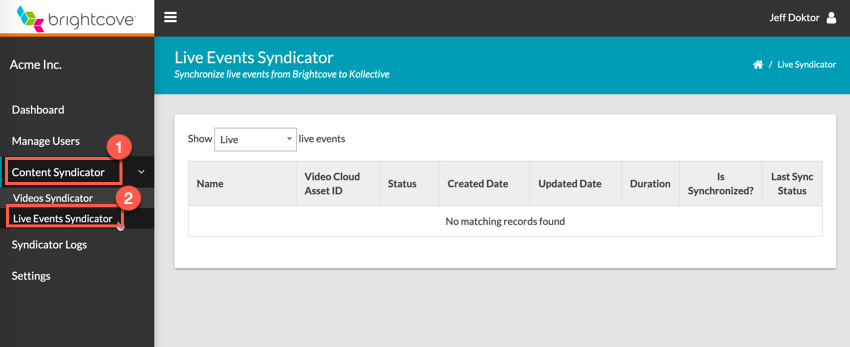 brightcove
Jeff Doktor
Acme Inc.
Dashboard
Manage Users
1
Content Syndicator
Videos Syndicator
2
Live Events Syndicator
Syndicator Logs
Settings
Live Events Syndicator
Synchronize live events from Brightcove to Kollective
/ Live Syndicator
Show Live live events
Name
Video Cloud
Asset ID
Status
Created Date
Updated Date
Duration
Is
Synchronized?
Last Sync
Status
No matching records found